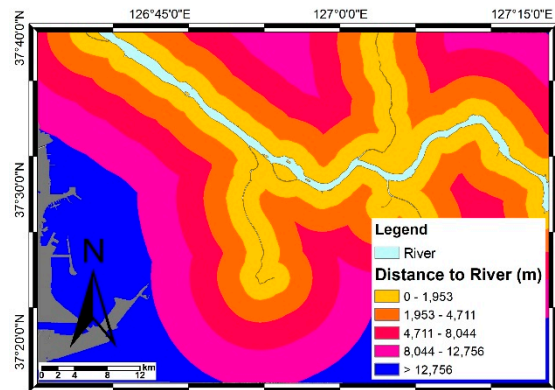 126°45'0"E 127°0'0"E 127°15'0"E
37°40'0"N
37°30'0"N
37°20'0"N
N
km
0 2 4 8 12
Legend
River
Distance to River (m)
0 - 1,953
1,953 - 4,711
4,711 - 8,044
8,044 - 12,756
> 12,756